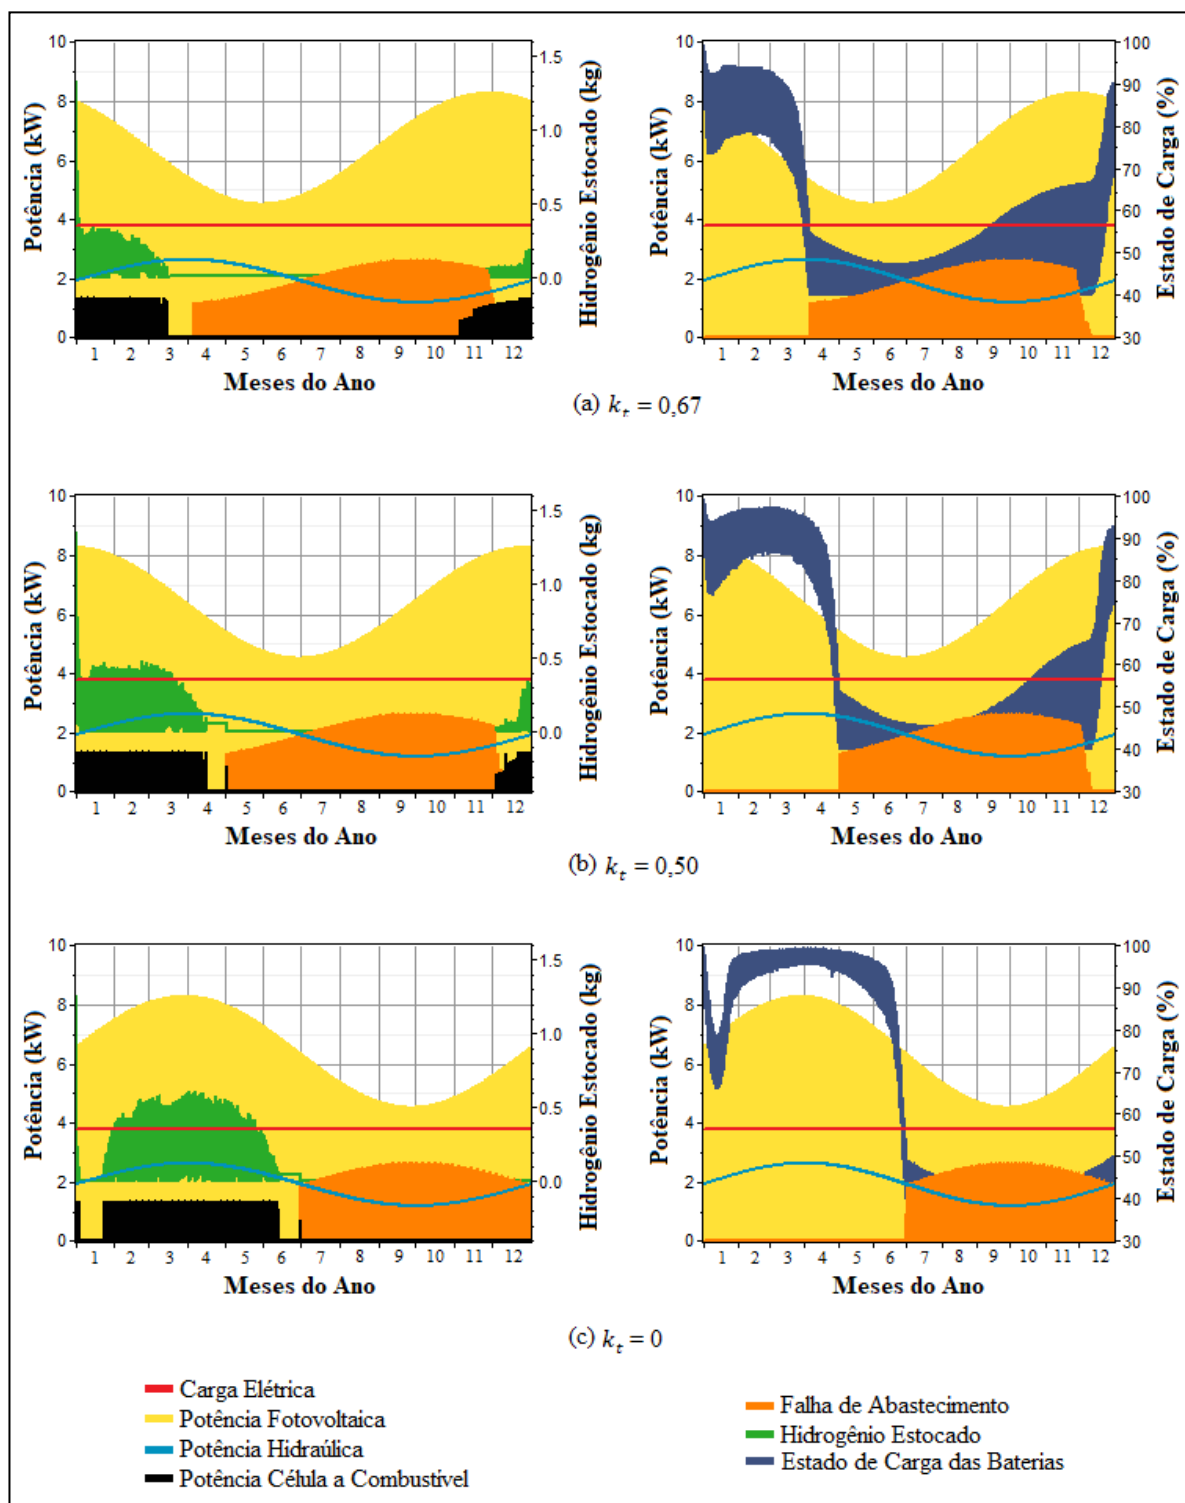 10
8
6
4
2
0
Potência (kW)
1.5
1.0
0.5
0.0
Hidrogênio Estocado (kg)
1 2 3 4 5 6 7 8 9 10 11 12
Meses do Ano
10
8
6
4
2
0
Potência (kW)
100
90
80
70
60
50
40
30
Estado de Carga (%)
1 2 3 4 5 6 7 8 9 10 11 12
Meses do Ano
(a) kₜ = 0,67
10
8
6
4
2
0
Potência (kW)
1.5
1.0
0.5
0.0
Hidrogênio Estocado (kg)
1 2 3 4 5 6 7 8 9 10 11 12
Meses do Ano
10
8
6
4
2
0
Potência (kW)
100
90
80
70
60
50
40
30
Estado de Carga (%)
1 2 3 4 5 6 7 8 9 10 11 12
Meses do Ano
(b) kₜ = 0,50
10
8
6
4
2
0
Potência (kW)
1.5
1.0
0.5
0.0
Hidrogênio Estocado (kg)
1 2 3 4 5 6 7 8 9 10 11 12
Meses do Ano
10
8
6
4
2
0
Potência (kW)
100
90
80
70
60
50
40
30
Estado de Carga (%)
1 2 3 4 5 6 7 8 9 10 11 12
Meses do Ano
(c) kₜ = 0
Carga Elétrica
Potência Fotovoltaica
Potência Hidraúlica
Potência Célula a Combustível
Falha de Abastecimento
Hidrogênio Estocado
Estado de Carga das Baterias